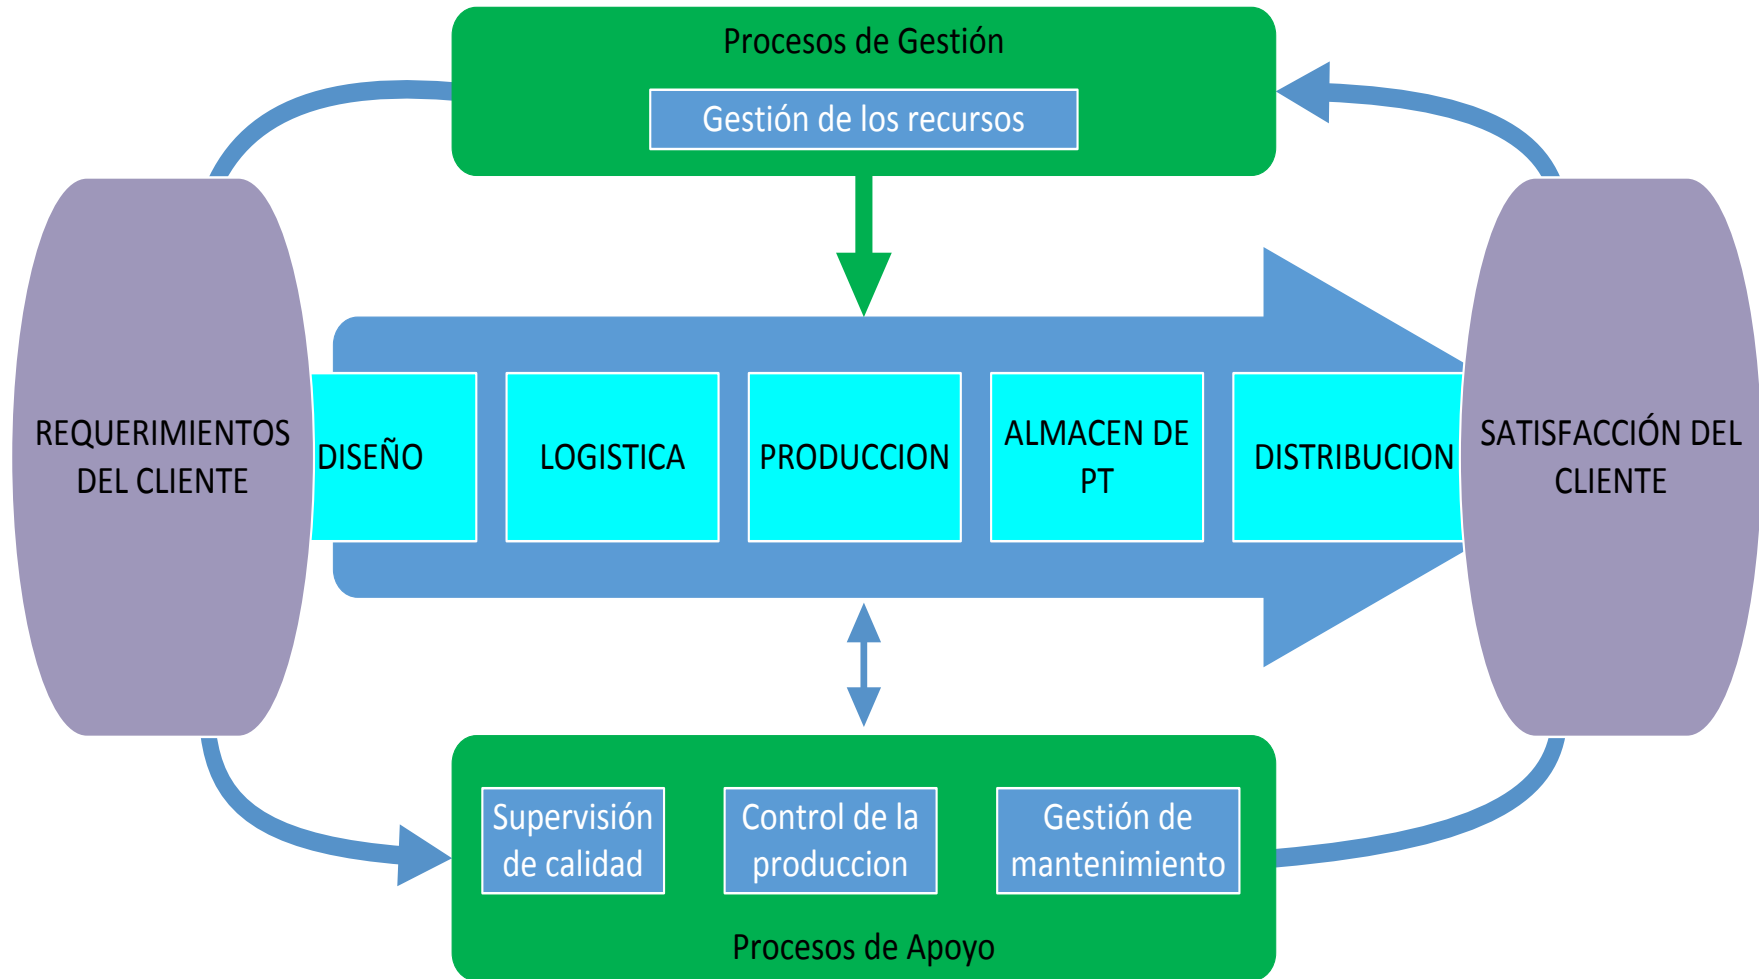 Procesos de Gestión
Gestión de los recursos
REQUERIMIENTOS
DEL CLIENTE
DISEÑO
LOGISTICA
PRODUCCION
ALMACEN DE
PT
DISTRIBUCION
SATISFACCIÓN DEL
CLIENTE
Supervisión
de calidad
Control de la
produccion
Gestión de
mantenimiento
Procesos de Apoyo